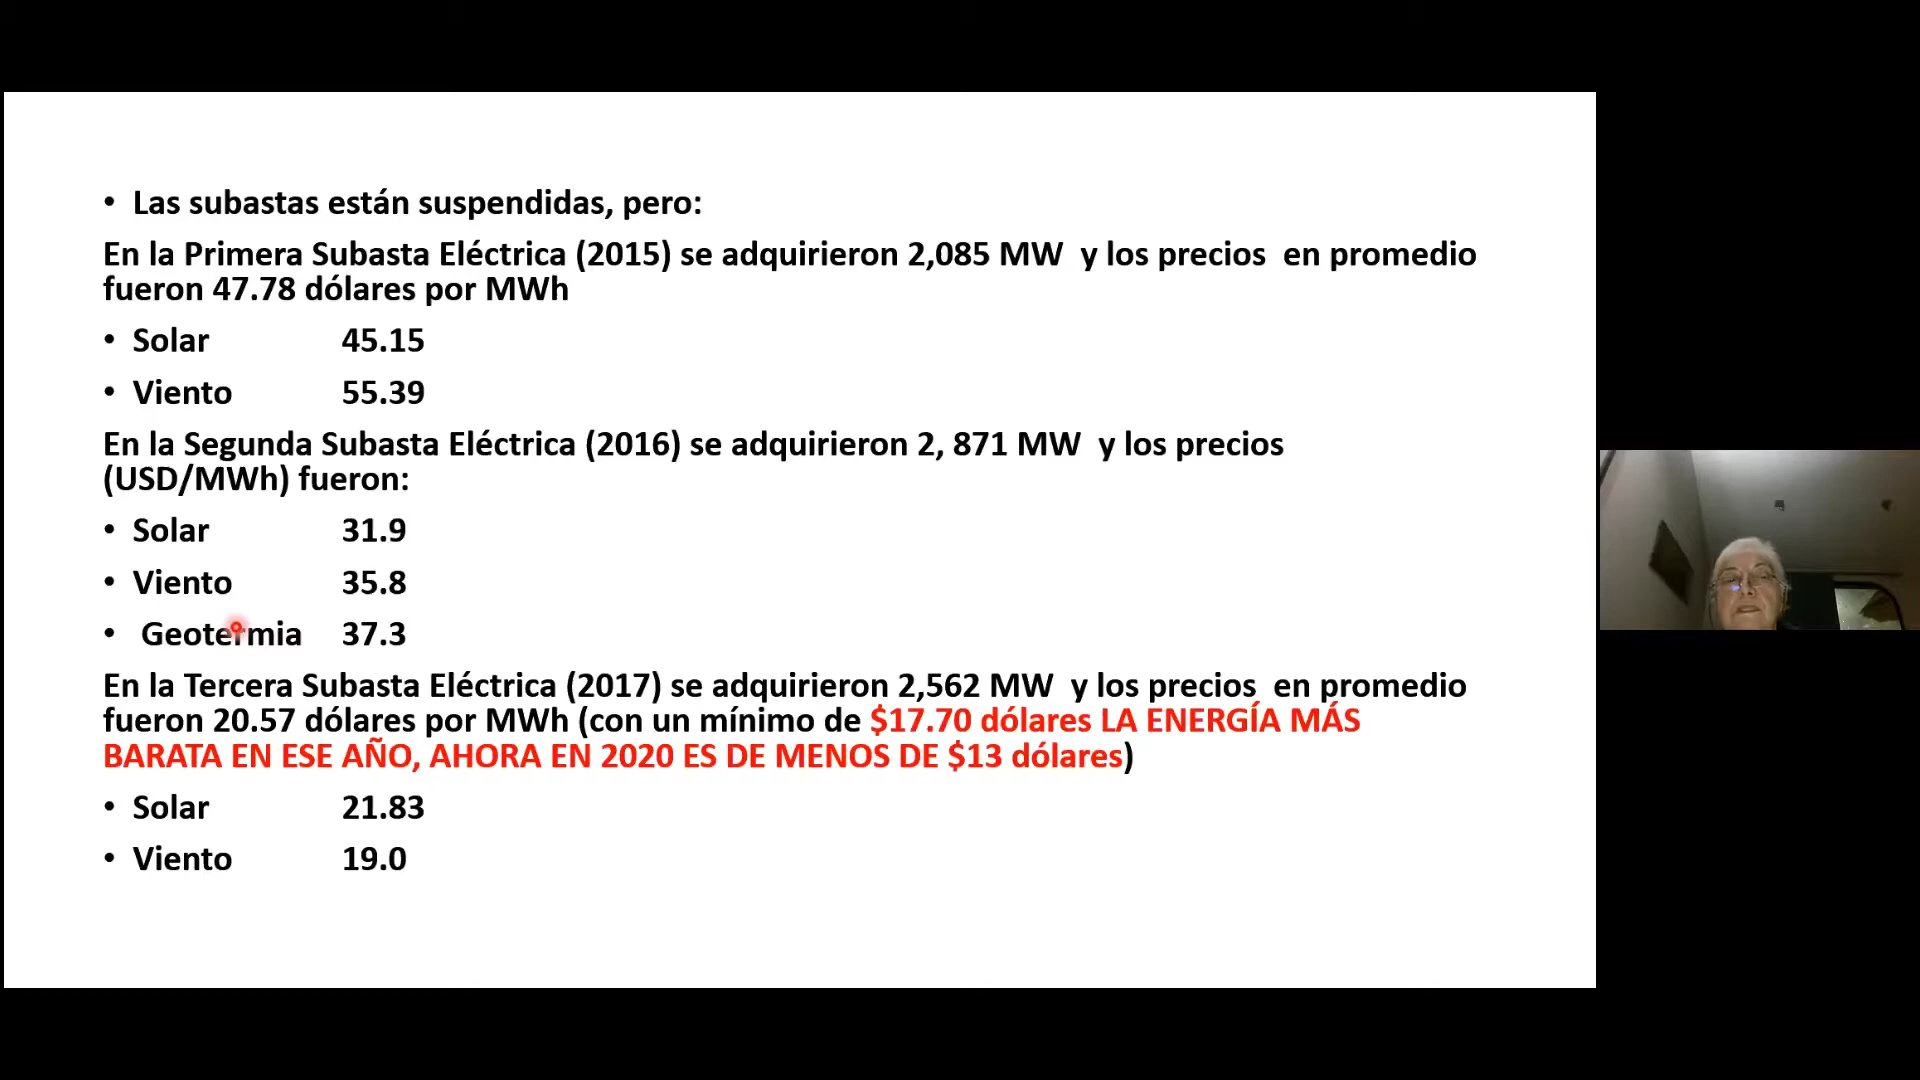 • Las subastas están suspendidas, pero:
En la Primera Subasta Eléctrica (2015) se adquirieron 2,085 MW y los precios en promedio
fueron 47.78 dólares por MWh
• Solar 45.15
• Viento 55.39
En la Segunda Subasta Eléctrica (2016) se adquirieron 2, 871 MW y los precios
(USD/MWh) fueron:
• Solar 31.9
• Viento 35.8
• Geotermia 37.3
En la Tercera Subasta Eléctrica (2017) se adquirieron 2,562 MW y los precios en promedio
fueron 20.57 dólares por MWh (con un mínimo de $17.70 dólares LA ENERGÍA MÁS
BARATA EN ESE AÑO, AHORA EN 2020 ES DE MENOS DE $13 dólares)
• Solar 21.83
• Viento 19.0